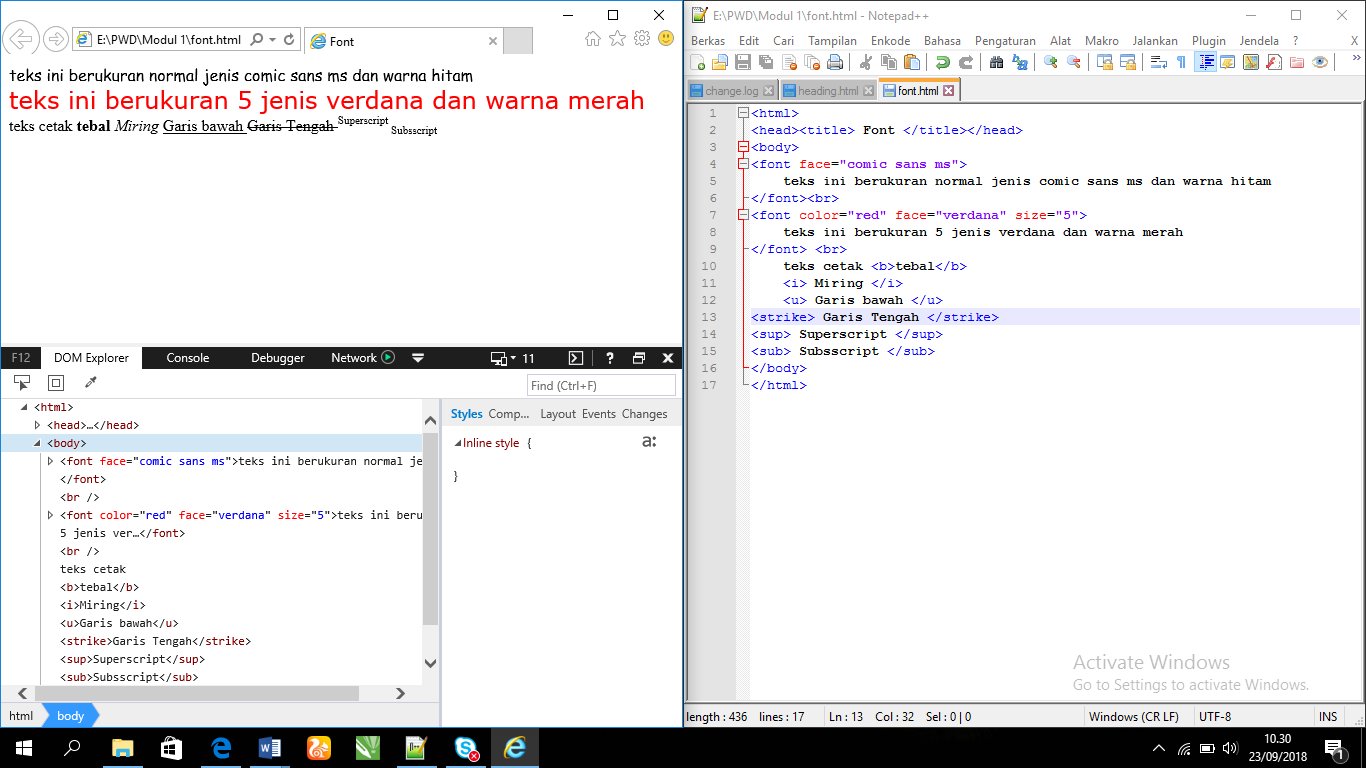 E:\PWD\Modul 1\font.html
Font
teks ini berukuran normal jenis comic sans ms dan warna hitam
teks ini berukuran 5 jenis verdana dan warna merah
teks cetak tebal Miring Garis bawah Garis Tengah Superscript Subsscript
F12 DOM Explorer Console Debugger Network 11 ?
Find (Ctrl+F)
<html>
<head>…</head>
<body>
<font face="comic sans ms">teks ini berukuran normal je
</font>
<br />
<font color="red" face="verdana" size="5">teks ini beru
5 jenis ver…</font>
<br />
teks cetak
<b>tebal</b>
<i>Miring</i>
<u>Garis bawah</u>
<strike>Garis Tengah</strike>
<sup>Superscript</sup>
<sub>Subsscript</sub>
html body
Styles Comp... Layout Events Changes
Inline style { a:
}
E:\PWD\Modul 1\font.html - Notepad++
Berkas Edit Cari Tampilan Enkode Bahasa Pengaturan Alat Makro Jalankan Plugin Jendela ? X
change.log heading.html font.html
1 <html>
2 <head><title> Font </title></head>
3 <body>
4 <font face="comic sans ms">
5 teks ini berukuran normal jenis comic sans ms dan warna hitam
6 </font><br>
7 <font color="red" face="verdana" size="5">
8 teks ini berukuran 5 jenis verdana dan warna merah
9 </font> <br>
10 teks cetak <b>tebal</b>
11 <i> Miring </i>
12 <u> Garis bawah </u>
13 <strike> Garis Tengah </strike>
14 <sup> Superscript </sup>
15 <sub> Subsscript </sub>
16 </body>
17 </html>
Activate Windows
Go to Settings to activate Windows.
length : 436 lines : 17 Ln : 13 Col : 32 Sel : 0 | 0 Windows (CR LF) UTF-8 INS
10.30
23/09/2018
1